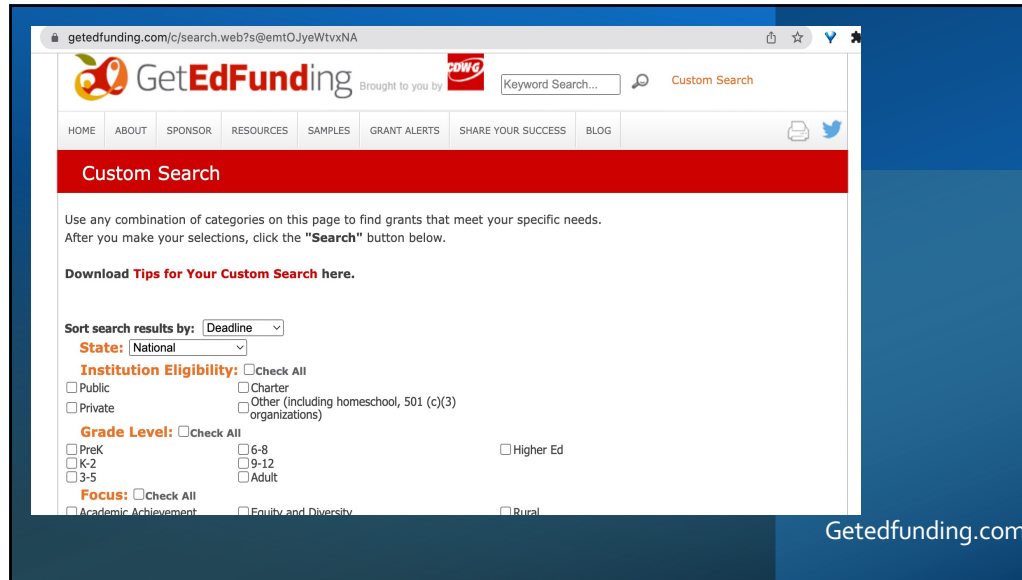 getedfunding.com/c/search.web?s@emtOJyeWtvxNA
GetEdFunding Brought to you by CDWG Keyword Search... Custom Search
HOME ABOUT SPONSOR RESOURCES SAMPLES GRANT ALERTS SHARE YOUR SUCCESS BLOG
Custom Search
Use any combination of categories on this page to find grants that meet your specific needs.
After you make your selections, click the "Search" button below.
Download Tips for Your Custom Search here.
Sort search results by: Deadline
State: National
Institution Eligibility: Check All
Public Charter
Private Other (including homeschool, 501 (c)(3)
organizations)
Grade Level: Check All
PreK 6-8 Higher Ed
K-2 9-12
3-5 Adult
Focus: Check All
Academic Achievement Equity and Diversity Rural
Getedfunding.com